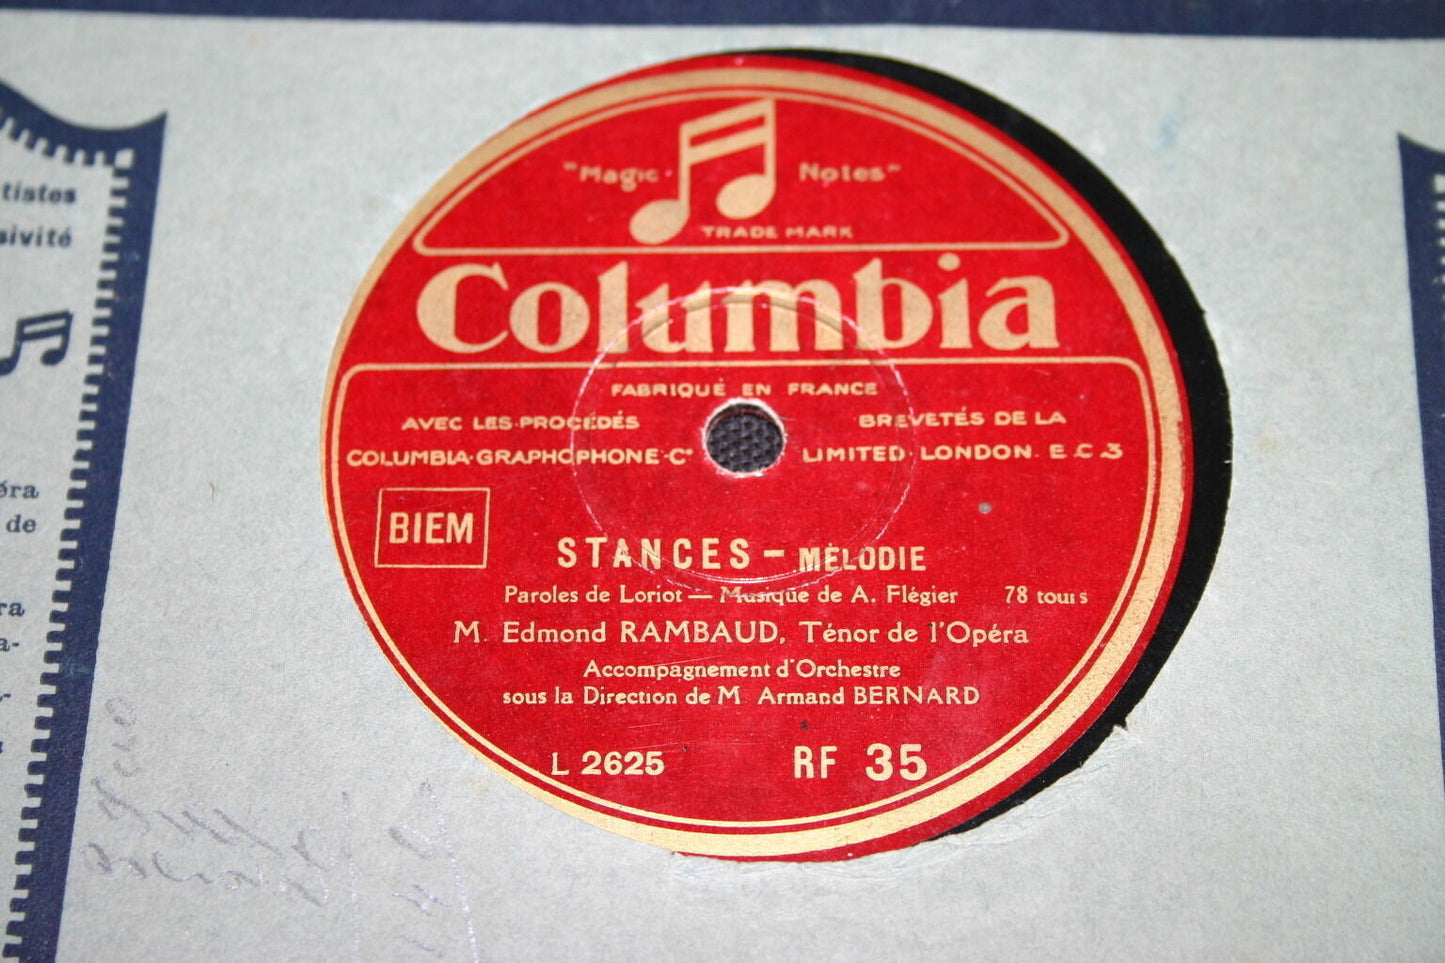 "Magic Notes"
TRADE MARK
Columbia
FABRIQUÉ EN FRANCE
AVEC LES PROCÉDÉS BREVETÉS DE LA
COLUMBIA·GRAPHOPHONE·Cº LIMITED·LONDON. E.C.3
BIEM
STANCES - MÉLODIE
Paroles de Loriot — Musique de A. Flégier 78 tours
M. Edmond RAMBAUD, Ténor de l'Opéra
Accompagnement d'Orchestre
sous la Direction de M. Armand BERNARD
L 2625 RF 35
tistes
sivité
éra
de
ra
a-